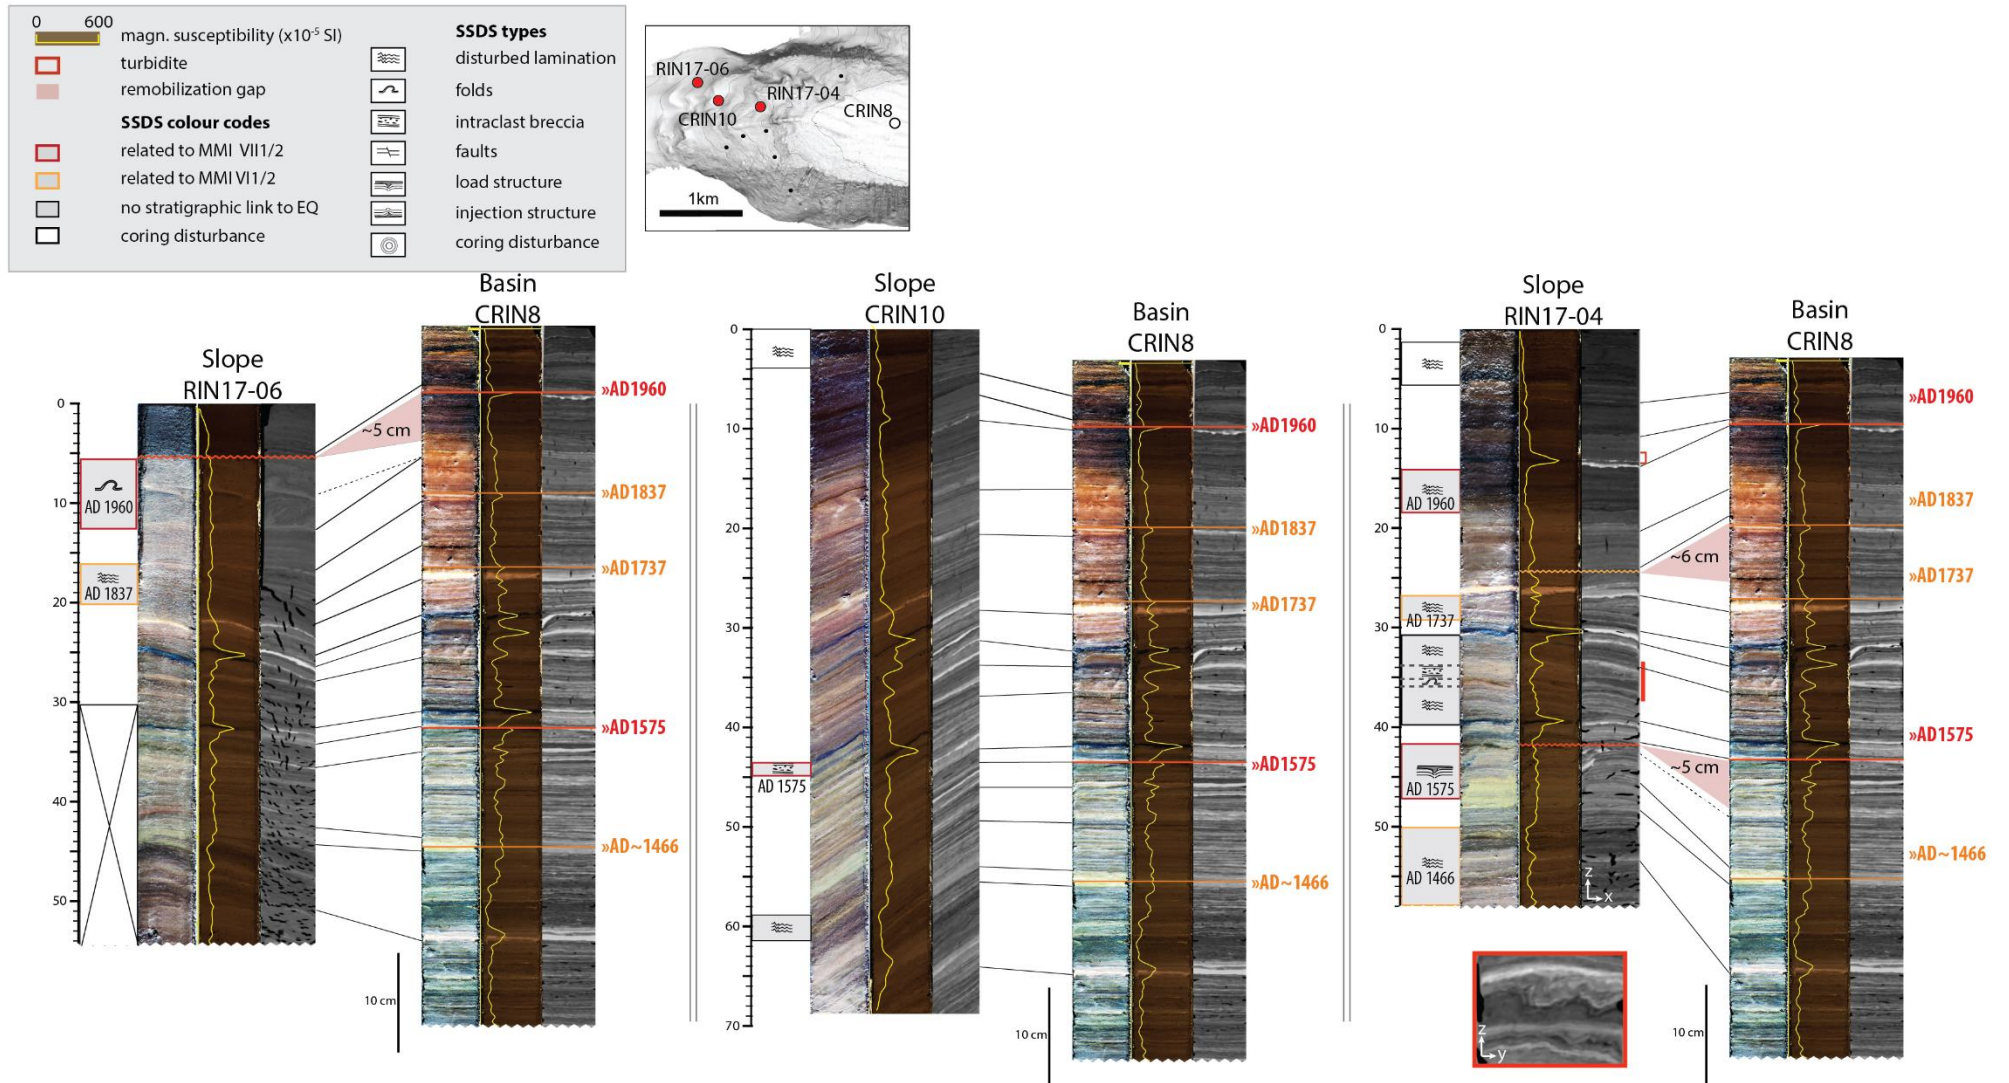 0 600
magn. susceptibility (x10⁻⁵ SI)
turbidite
remobilization gap
SSDS colour codes
related to MMI VII1/2
related to MMI VI1/2
no stratigraphic link to EQ
coring disturbance
SSDS types
disturbed lamination
folds
intraclast breccia
faults
load structure
injection structure
coring disturbance
RIN17-06
RIN17-04
CRIN10
CRIN8
1km
Slope
RIN17-06
0
10
20
30
40
50
AD 1960
AD 1837
~5 cm
10 cm
Basin
CRIN8
»AD1960
»AD1837
»AD1737
»AD1575
»AD~1466
Slope
CRIN10
0
10
20
30
40
50
60
70
AD 1575
10 cm
Basin
CRIN8
»AD1960
»AD1837
»AD1737
»AD1575
»AD~1466
Slope
RIN17-04
0
10
20
30
40
50
AD 1960
AD 1737
AD 1575
AD 1466
z
x
~6 cm
~5 cm
z
y
10 cm
Basin
CRIN8
»AD1960
»AD1837
»AD1737
»AD1575
»AD~1466